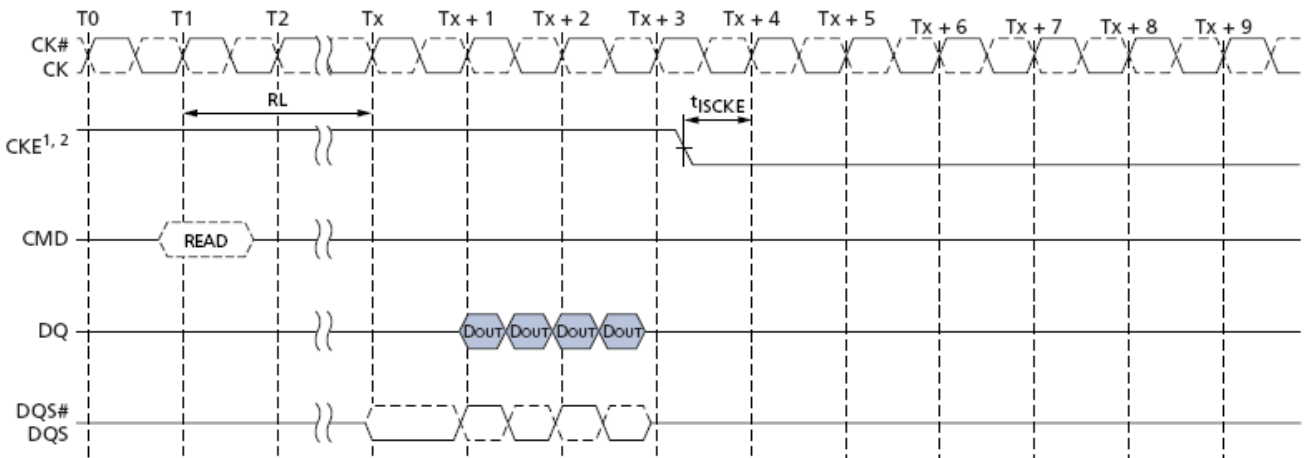 T0 T1 T2 Tx Tx + 1 Tx + 2 Tx + 3 Tx + 4 Tx + 5 Tx + 6 Tx + 7 Tx + 8 Tx + 9
CK#
CK
RL
tISCKE
CKE1, 2
CMD READ
DQ DOUT DOUT DOUT DOUT
DQS#
DQS